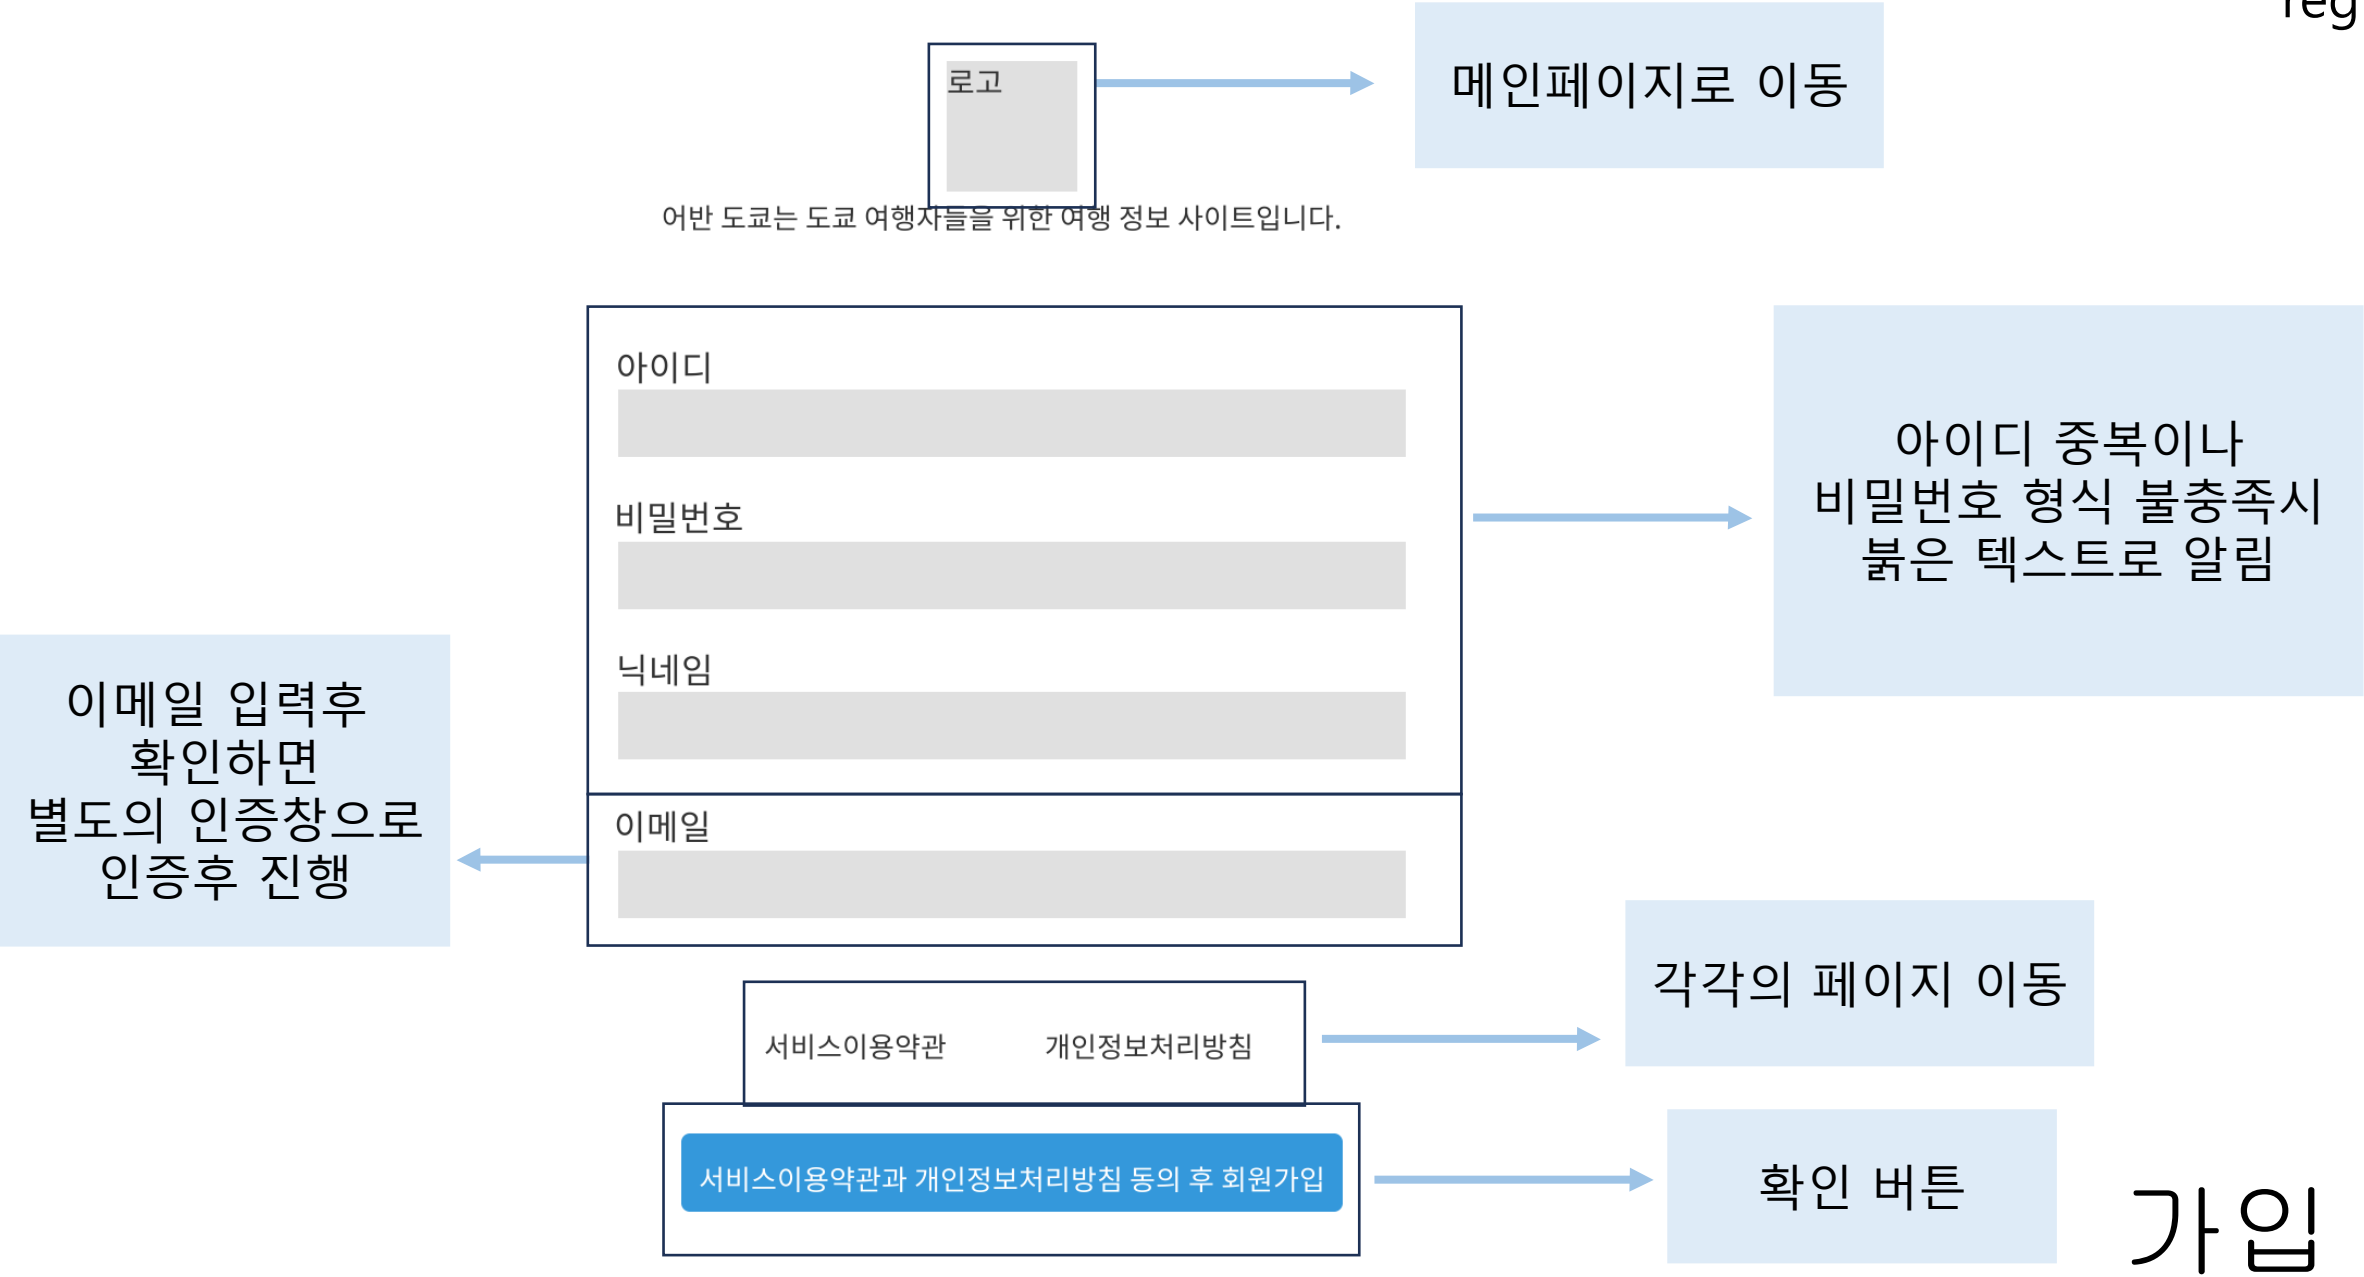 reg
로고
메인페이지로 이동
어반 도쿄는 도쿄 여행자들을 위한 여행 정보 사이트입니다.
아이디
비밀번호
닉네임
아이디 중복이나
비밀번호 형식 불충족시
붉은 텍스트로 알림
이메일 입력후
확인하면
별도의 인증창으로
인증후 진행
이메일
각각의 페이지 이동
서비스이용약관 개인정보처리방침
서비스이용약관과 개인정보처리방침 동의 후 회원가입
확인 버튼
가입